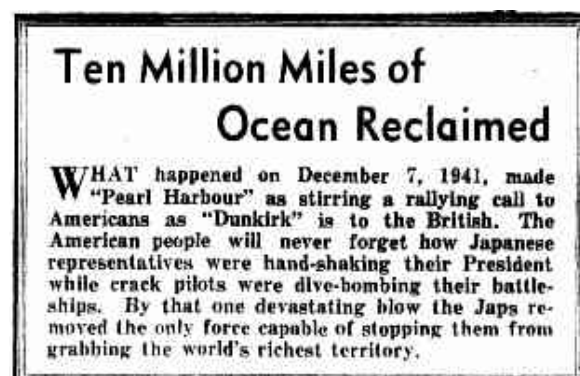 Ten Million Miles of
Ocean Reclaimed
WHAT happened on December 7, 1941, made
"Pearl Harbour" as stirring a rallying call to
Americans as "Dunkirk" is to the British. The
American people will never forget how Japanese
representatives were hand-shaking their President
while crack pilots were dive-bombing their battle-
ships. By that one devastating blow the Japs re-
moved the only force capable of stopping them from
grabbing the world's richest territory.